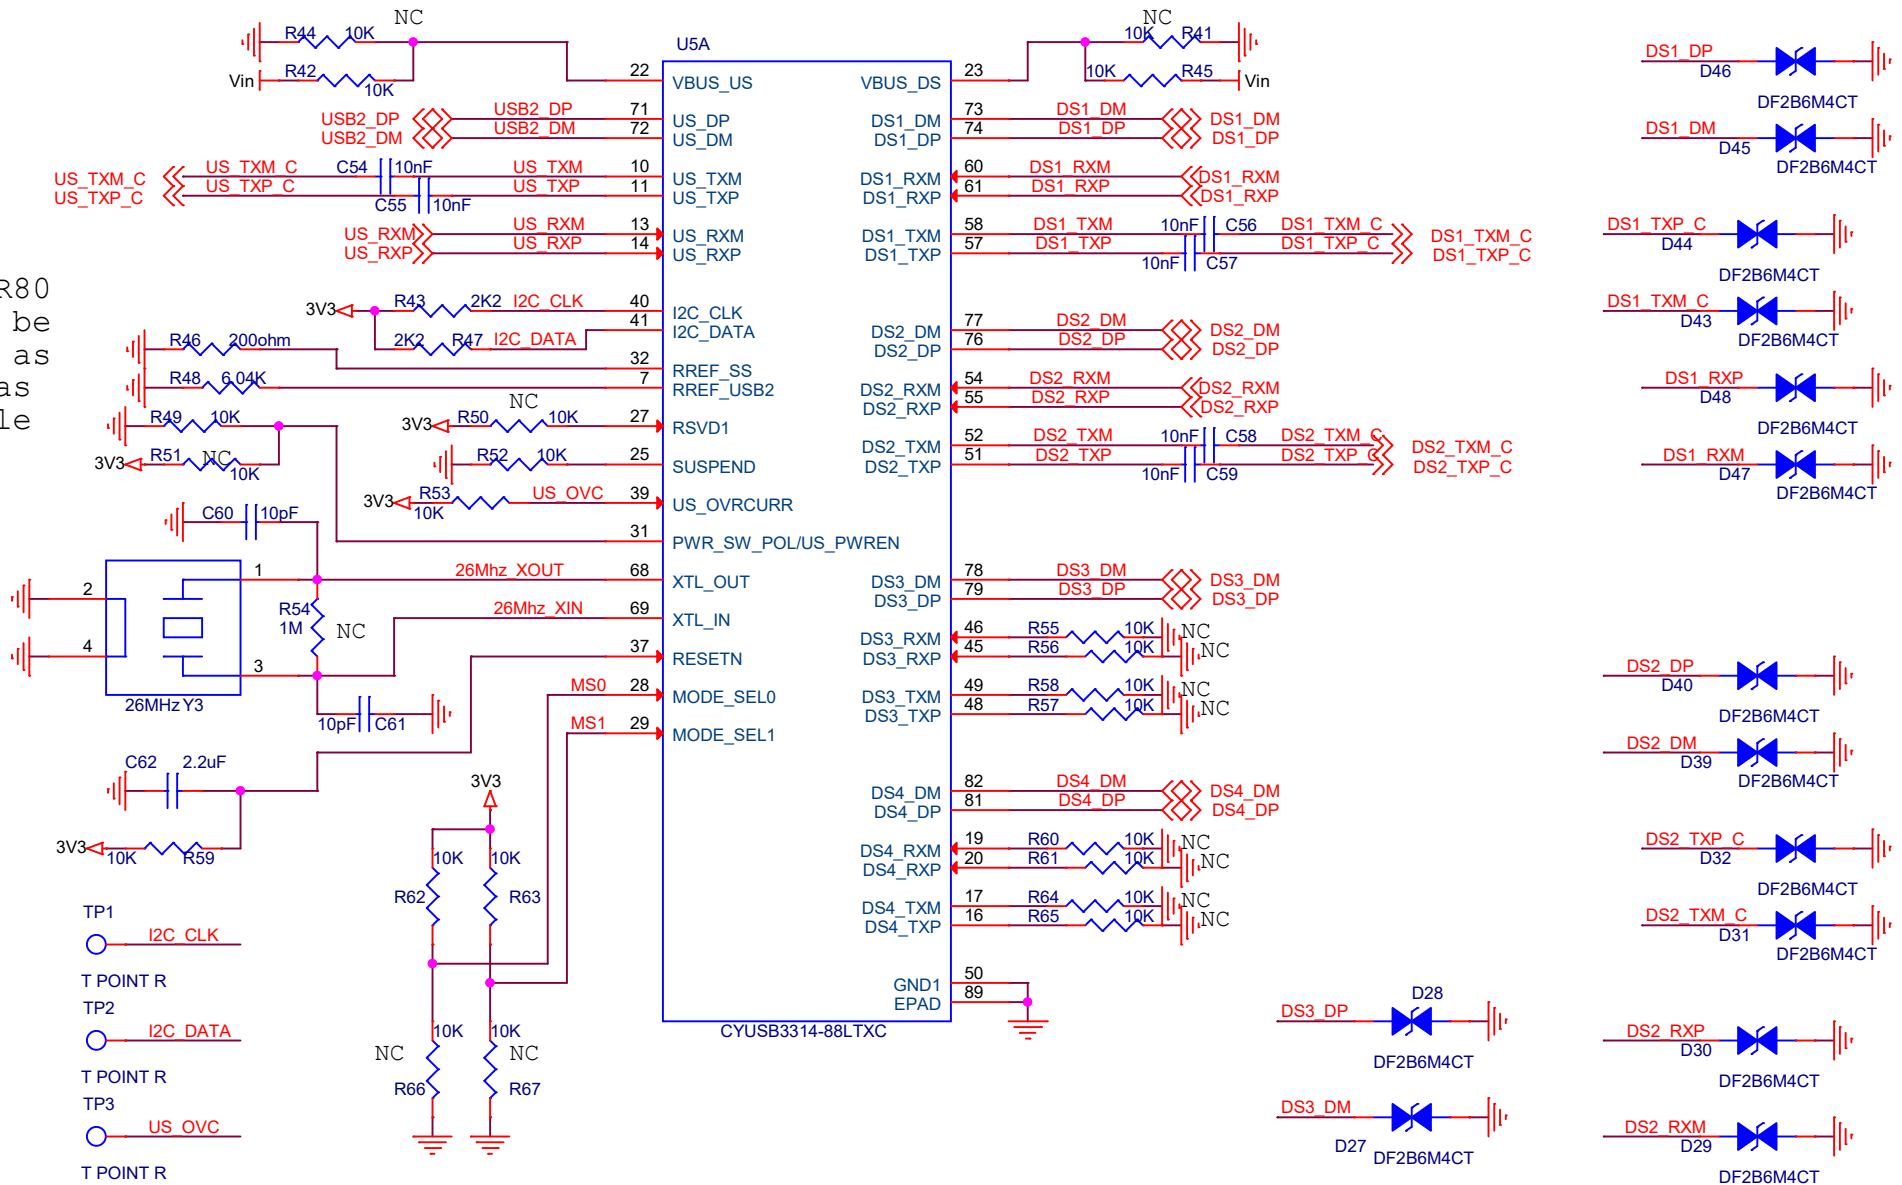 NC
R44 10K
Vin R42 10K
USB2_DP USB2_DP
USB2_DM USB2_DM
US_TXM_C US_TXM_C C54 10nF US_TXM
US_TXP_C US_TXP_C C55 10nF US_TXP
US_RXM US_RXM
US_RXP US_RXP
R80
be
as
as
le
3V3 R43 2K2 I2C_CLK
2K2 R47 I2C_DATA
R46 200ohm
R48 6.04K
R49 10K
3V3 R51 NC 10K
NC
3V3 R50 10K
R52 10K
3V3 R53 10K US_OVC
C60 10pF
1 26Mhz_XOUT
2
R54 1M NC
26Mhz_XIN
4
3
26MHz Y3
10pF C61
MS0
MS1
C62 2.2uF
3V3 10K R59
3V3
10K 10K
R62 R63
10K 10K
NC NC
R66 R67
TP1
I2C_CLK
T POINT R
TP2
I2C_DATA
T POINT R
TP3
US_OVC
T POINT R
U5A
22 VBUS_US
71 US_DP
72 US_DM
10 US_TXM
11 US_TXP
13 US_RXM
14 US_RXP
40 I2C_CLK
41 I2C_DATA
32 RREF_SS
7 RREF_USB2
27 RSVD1
25 SUSPEND
39 US_OVRCURR
31 PWR_SW_POL/US_PWREN
68 XTL_OUT
69 XTL_IN
37 RESETN
28 MODE_SEL0
29 MODE_SEL1
CYUSB3314-88LTXC
NC
10K R41
10K R45 Vin
VBUS_DS 23
DS1_DM 73 DS1_DM DS1_DM
DS1_DP 74 DS1_DP DS1_DP
DS1_RXM 60 DS1_RXM DS1_RXM
DS1_RXP 61 DS1_RXP DS1_RXP
DS1_TXM 58 DS1_TXM 10nF C56 DS1_TXM_C DS1_TXM_C
DS1_TXP 57 DS1_TXP 10nF C57 DS1_TXP_C DS1_TXP_C
DS2_DM 77 DS2_DM DS2_DM
DS2_DP 76 DS2_DP DS2_DP
DS2_RXM 54 DS2_RXM DS2_RXM
DS2_RXP 55 DS2_RXP DS2_RXP
DS2_TXM 52 DS2_TXM 10nF C58 DS2_TXM_C DS2_TXM_C
DS2_TXP 51 DS2_TXP 10nF C59 DS2_TXP_C DS2_TXP_C
DS3_DM 78 DS3_DM DS3_DM
DS3_DP 79 DS3_DP DS3_DP
DS3_RXM 46 R55 10K NC
DS3_RXP 45 R56 10K NC
DS3_TXM 49 R58 10K NC
DS3_TXP 48 R57 10K NC
DS4_DM 82 DS4_DM DS4_DM
DS4_DP 81 DS4_DP DS4_DP
DS4_RXM 19 R60 10K NC
DS4_RXP 20 R61 10K NC
DS4_TXM 17 R64 10K NC
DS4_TXP 16 R65 10K NC
GND1 50
EPAD 89
DS3_DP D28
DF2B6M4CT
DS3_DM
D27 DF2B6M4CT
DS1_DP
D46
DF2B6M4CT
DS1_DM
D45
DF2B6M4CT
DS1_TXP_C
D44
DF2B6M4CT
DS1_TXM_C
D43
DF2B6M4CT
DS1_RXP
D48
DF2B6M4CT
DS1_RXM
D47
DF2B6M4CT
DS2_DP
D40
DF2B6M4CT
DS2_DM
D39
DF2B6M4CT
DS2_TXP_C
D32
DF2B6M4CT
DS2_TXM_C
D31
DF2B6M4CT
DS2_RXP
D30
DF2B6M4CT
DS2_RXM
D29
DF2B6M4CT